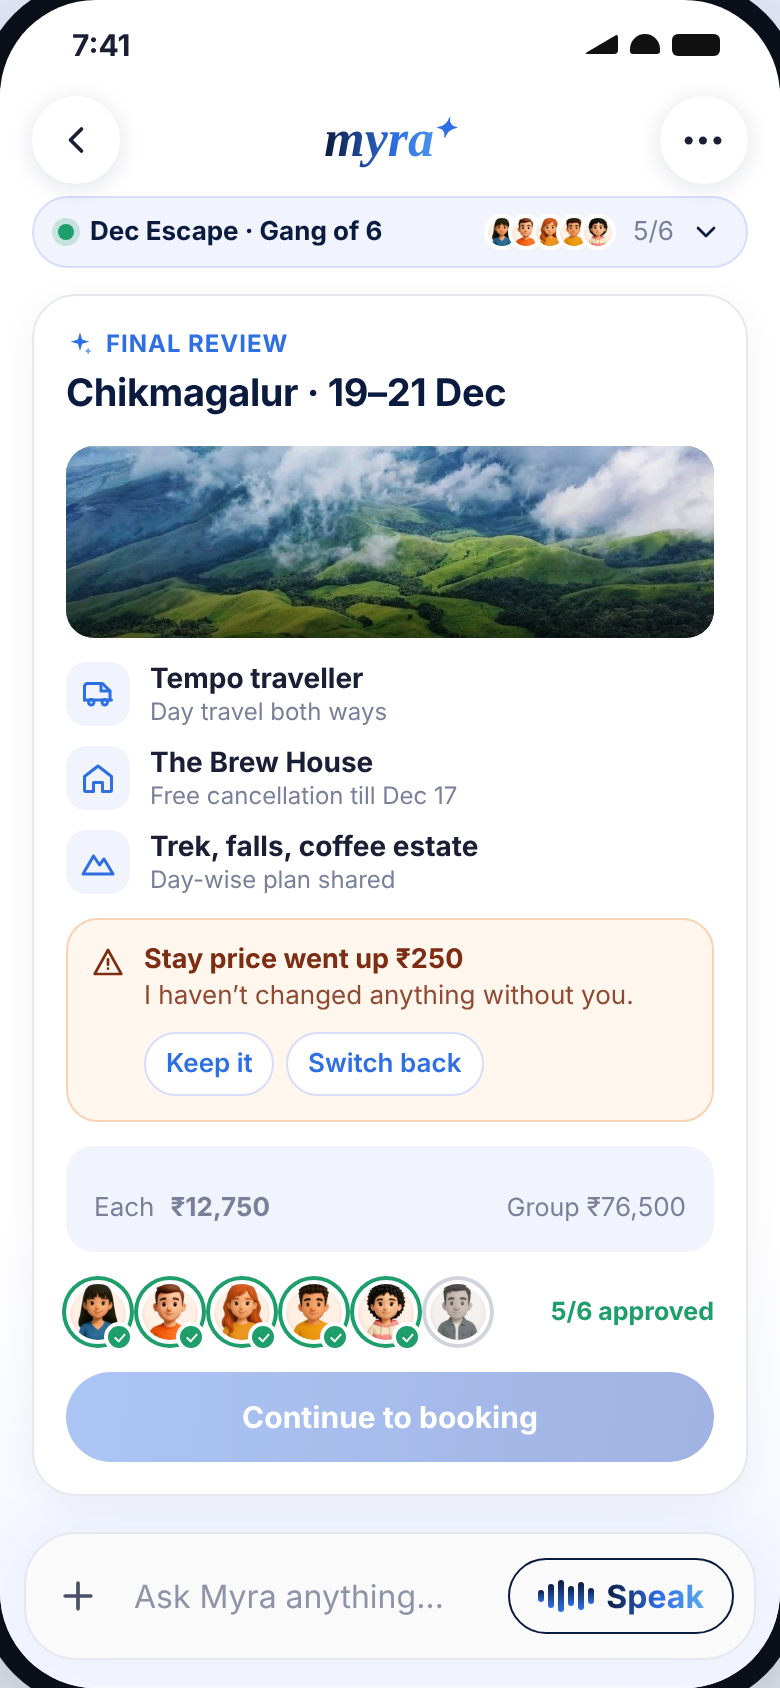 7:41
myra
Dec Escape · Gang of 6 5/6
FINAL REVIEW
Chikmagalur · 19–21 Dec
Tempo traveller
Day travel both ways
The Brew House
Free cancellation till Dec 17
Trek, falls, coffee estate
Day-wise plan shared
Stay price went up ₹250
I haven’t changed anything without you.
Keep it Switch back
Each ₹12,750 Group ₹76,500
5/6 approved
Continue to booking
Ask Myra anything... Speak